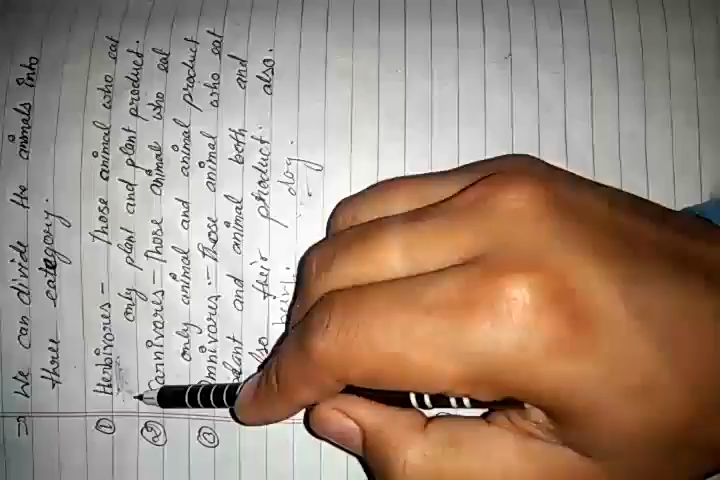 ⇒ We can divide the animals into
three category.
① Herbivores – Those animal who eat
only plant and plant product.
② Carnivores – Those animal who eat
only animal and animal product
③ Omnivores :- Those animal who eat
plant and animal both and
also their product also.
dog.